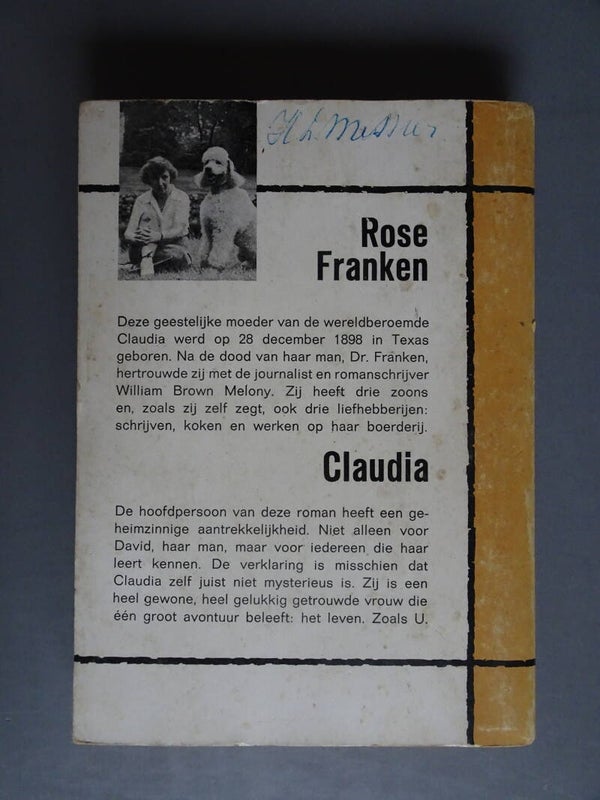 Rose
Franken
Deze geestelijke moeder van de wereldberoemde
Claudia werd op 28 december 1898 in Texas
geboren. Na de dood van haar man, Dr. Franken,
hertrouwde zij met de journalist en romanschrijver
William Brown Melony. Zij heeft drie zoons
en, zoals zij zelf zegt, ook drie liefhebberijen:
schrijven, koken en werken op haar boerderij.
Claudia
De hoofdpersoon van deze roman heeft een ge-
heimzinnige aantrekkelijkheid. Niet alleen voor
David, haar man, maar voor iedereen die haar
leert kennen. De verklaring is misschien dat
Claudia zelf juist niet mysterieus is. Zij is een
heel gewone, heel gelukkig getrouwde vrouw die
één groot avontuur beleeft: het leven. Zoals U.